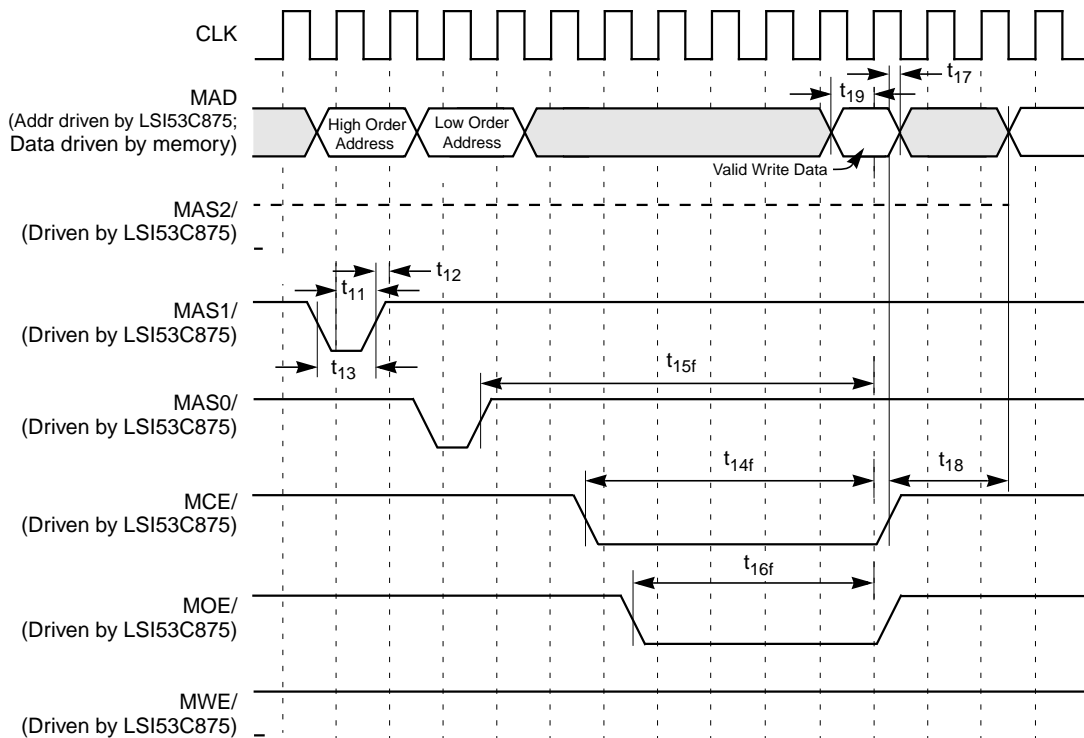 CLK
t17
t19
MAD
(Addr driven by LSI53C875;
Data driven by memory)
High Order
Address
Low Order
Address
Valid Write Data
MAS2/
(Driven by LSI53C875)
t12
t11
MAS1/
(Driven by LSI53C875)
t13
t15f
MAS0/
(Driven by LSI53C875)
t14f
t18
MCE/
(Driven by LSI53C875)
t16f
MOE/
(Driven by LSI53C875)
MWE/
(Driven by LSI53C875)